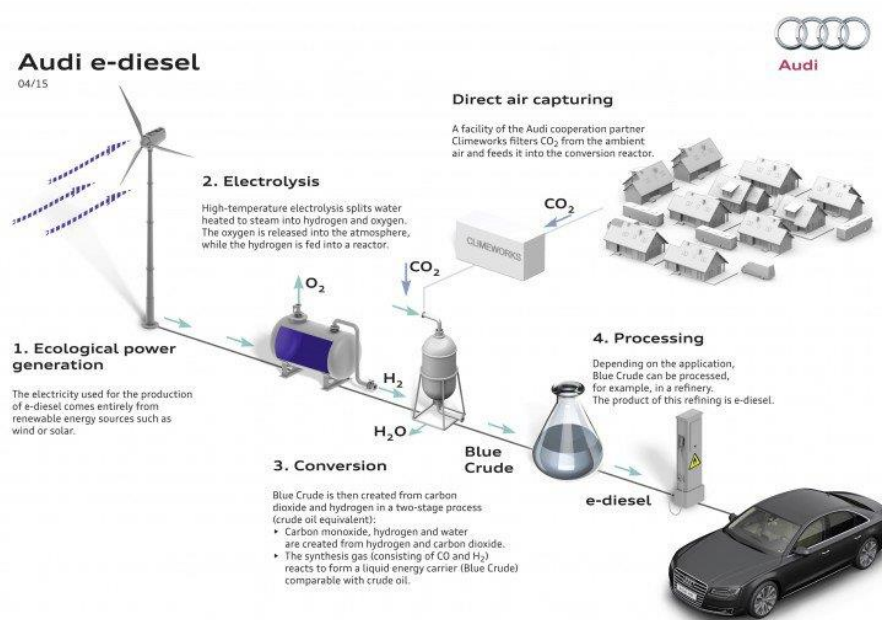 Audi e-diesel
04/15
Audi
Direct air capturing
A facility of the Audi cooperation partner
Climeworks filters CO₂ from the ambient
air and feeds it into the conversion reactor.
2. Electrolysis
High-temperature electrolysis splits water
heated to steam into hydrogen and oxygen.
The oxygen is released into the atmosphere,
while the hydrogen is fed into a reactor.
CO₂
CLIMEWORKS
CO₂
O₂
1. Ecological power
generation
The electricity used for the production
of e-diesel comes entirely from
renewable energy sources such as
wind or solar.
H₂
H₂O
4. Processing
Depending on the application,
Blue Crude can be processed,
for example, in a refinery.
The product of this refining is e-diesel.
Blue
Crude
3. Conversion
Blue Crude is then created from carbon
dioxide and hydrogen in a two-stage process
(crude oil equivalent):
‣ Carbon monoxide, hydrogen and water
are created from hydrogen and carbon dioxide.
‣ The synthesis gas (consisting of CO and H₂)
reacts to form a liquid energy carrier (Blue Crude)
comparable with crude oil.
e-diesel